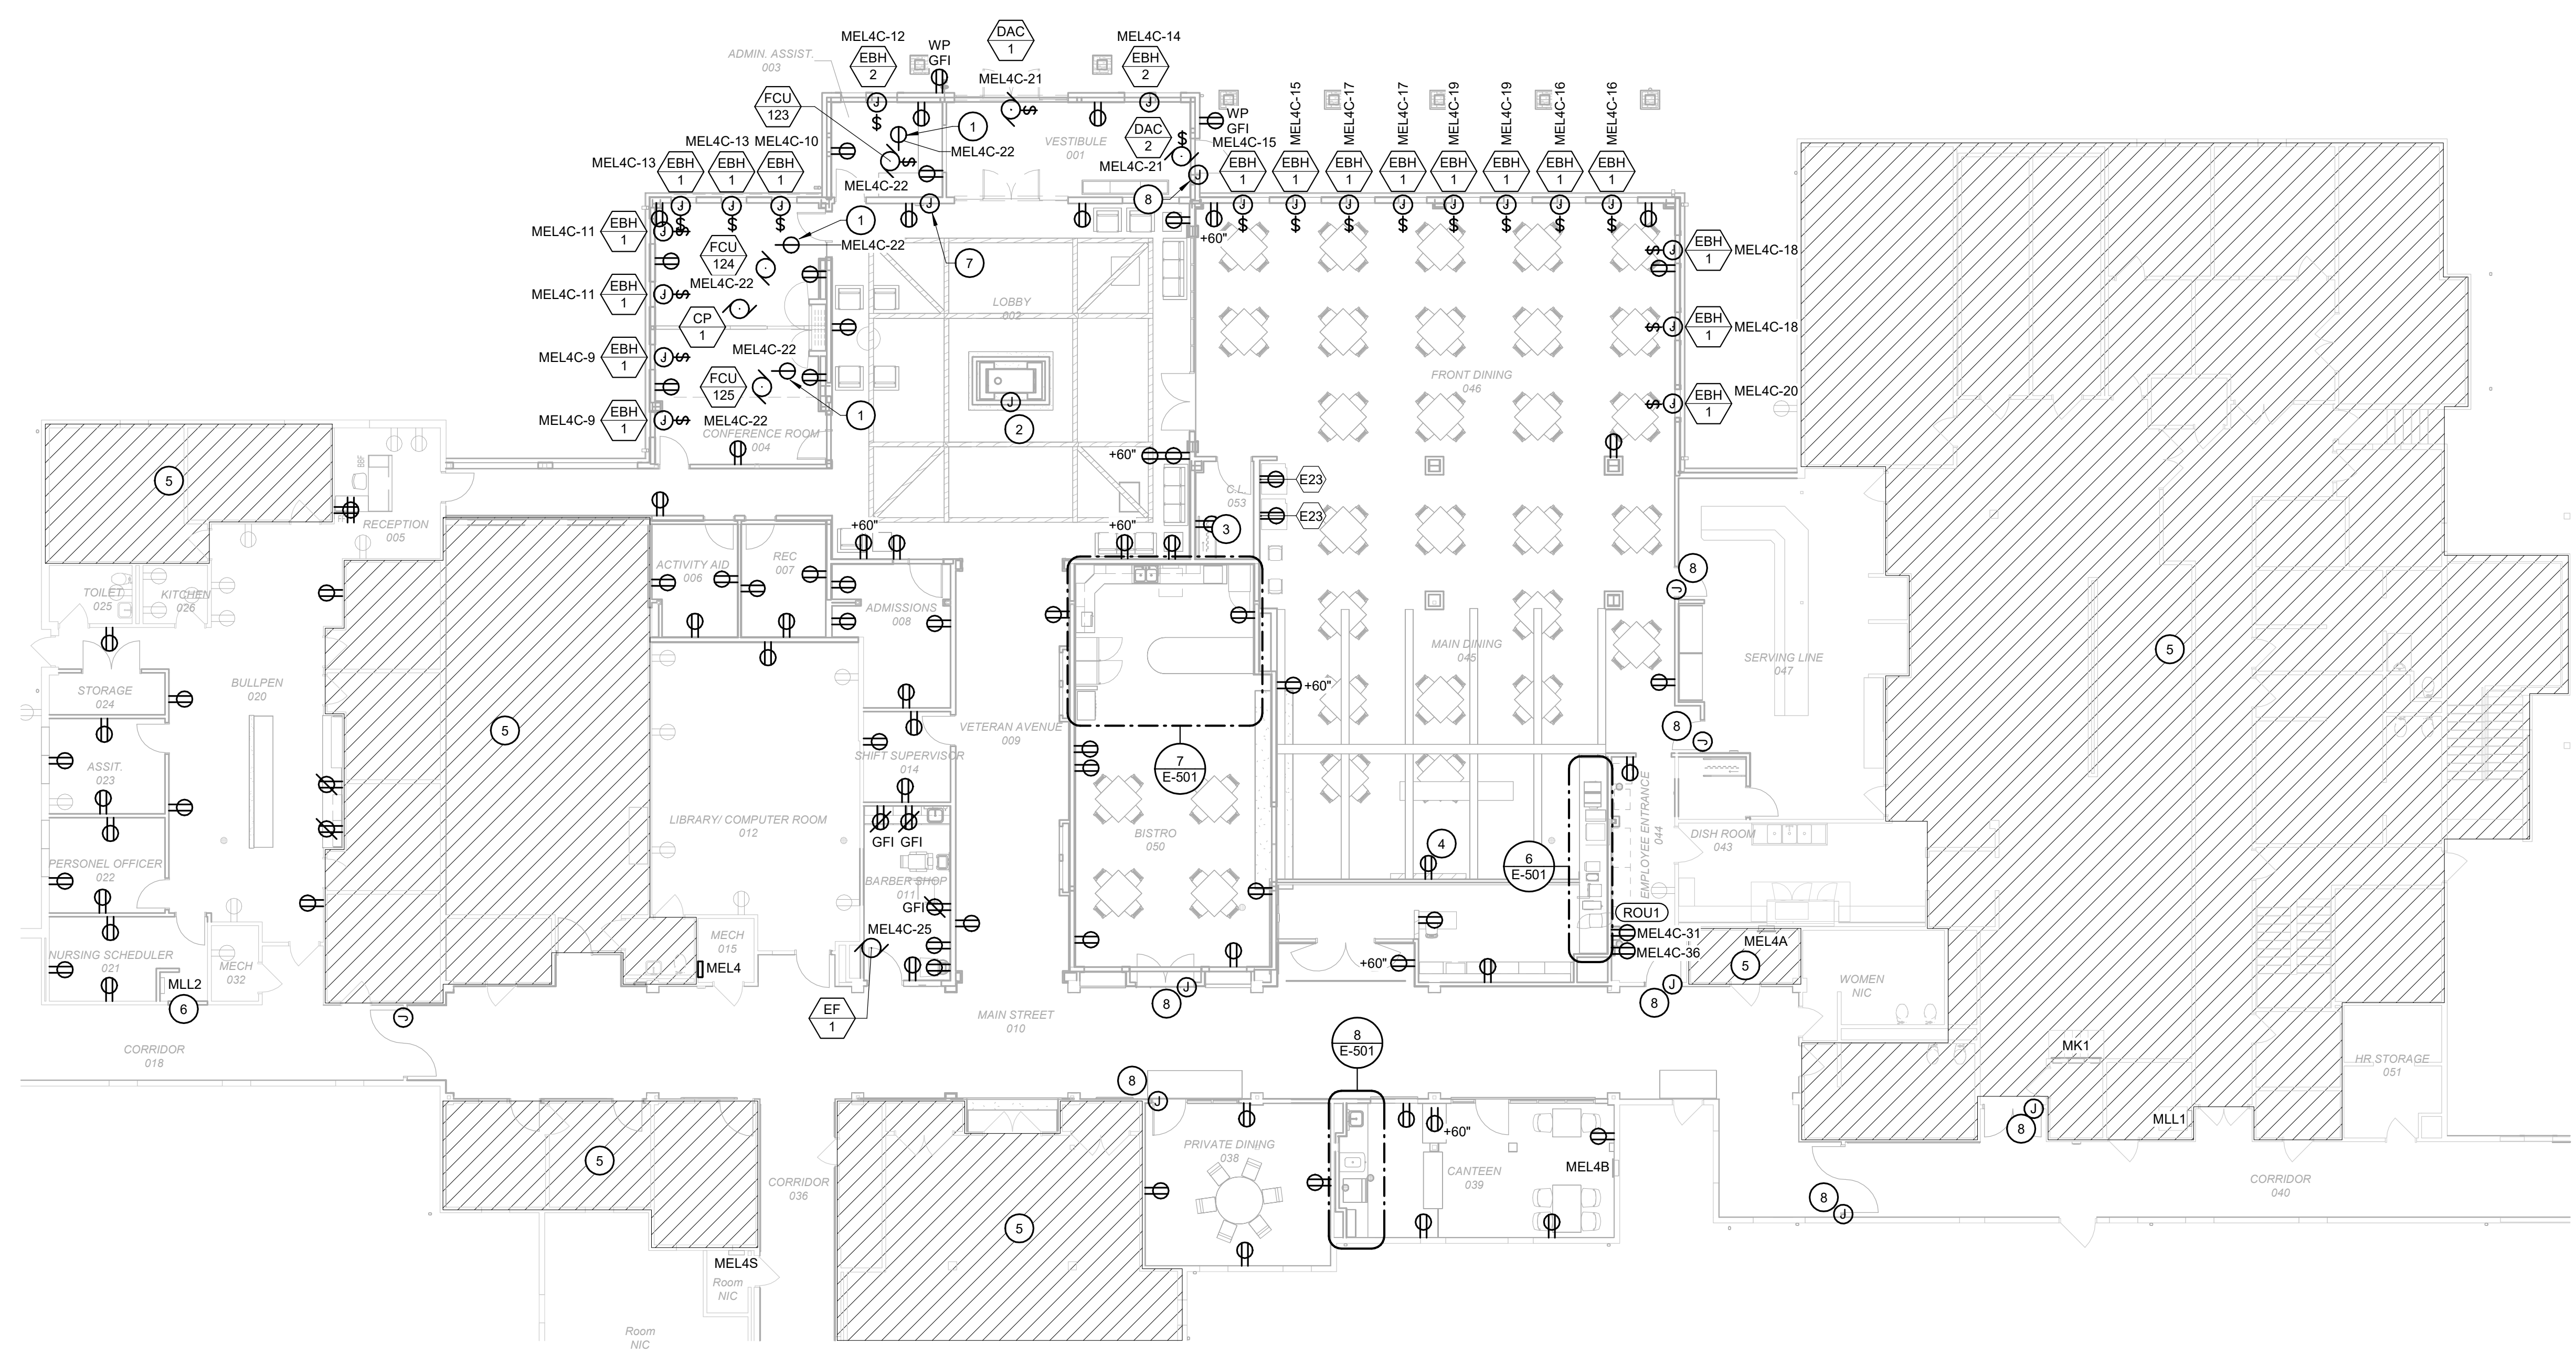 ADMIN. ASSIST.
003
MEL4C-12
EBH
2
WP
GFI
DAC
1
MEL4C-21
MEL4C-14
EBH
2
FCU
123
1
MEL4C-22
VESTIBULE
001
DAC
2
MEL4C-21
WP
GFI
MEL4C-15
MEL4C-15
MEL4C-17
MEL4C-17
MEL4C-19
MEL4C-19
MEL4C-16
MEL4C-16
MEL4C-13
MEL4C-13
MEL4C-10
EBH
1
EBH
1
EBH
1
MEL4C-22
8
EBH
1
EBH
1
EBH
1
EBH
1
EBH
1
EBH
1
EBH
1
EBH
1
MEL4C-11
EBH
1
FCU
124
1
MEL4C-22
7
+60"
EBH
1
MEL4C-18
MEL4C-11
EBH
1
MEL4C-22
LOBBY
002
CP
1
EBH
1
MEL4C-18
MEL4C-9
EBH
1
MEL4C-22
FCU
125
FRONT DINING
046
EBH
1
MEL4C-20
MEL4C-9
EBH
1
MEL4C-22
1
2
CONFERENCE ROOM
004
+60"
5
BBF
RECEPTION
005
C.L.
053
E23
E23
3
+60"
+60"
ACTIVITY AID
006
REC
007
ADMISSIONS
008
TOILET
025
KITCHEN
026
8
MAIN DINING
045
SERVING LINE
047
5
STORAGE
024
BULLPEN
020
+60"
5
VETERAN AVENUE
009
8
SHIFT SUPERVISOR
014
7
E-501
ASSIT.
023
LIBRARY/ COMPUTER ROOM
012
GFI
GFI
BISTRO
050
EMPLOYEE ENTRANCE
044
DISH ROOM
043
4
6
E-501
PERSONEL OFFICER
022
BARBER SHOP
011
GFI
ROU1
MEL4C-31
MEL4C-36
MEL4C-25
MECH
015
MEL4
NURSING SCHEDULER
021
MECH
032
MLL2
6
+60"
MEL4A
5
WOMEN
NIC
8
8
EF
1
MAIN STREET
010
8
E-501
CORRIDOR
018
MK1
HR STORAGE
051
8
8
MLL1
+60"
PRIVATE DINING
038
CANTEEN
039
MEL4B
5
CORRIDOR
036
CORRIDOR
040
8
5
MEL4S
Room
NIC
Room
NIC